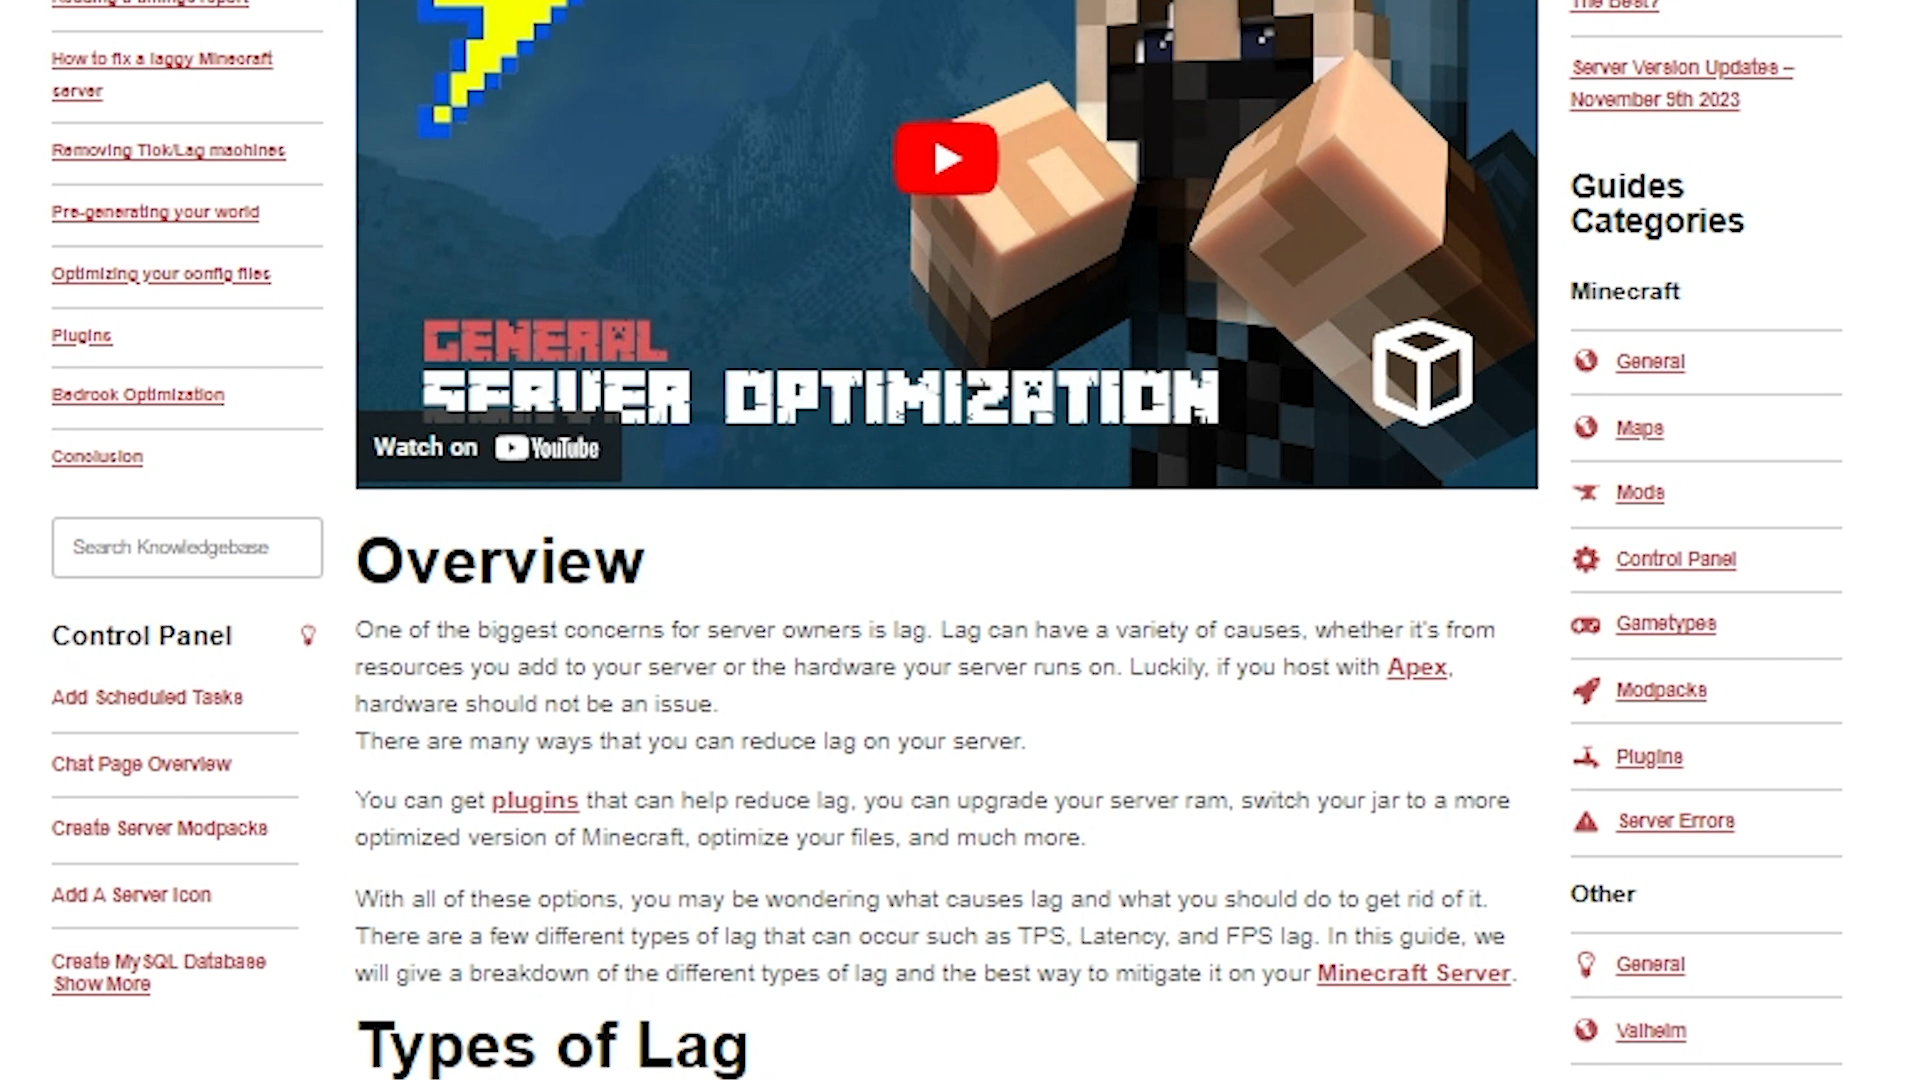 Reading a timings report
How to fix a laggy Minecraft
server
Removing Tick/Lag machines
Pre-generating your world
Optimizing your config files
Plugins
Bedrock Optimization
Conclusion
Search Knowledgebase
Control Panel
Add Scheduled Tasks
Chat Page Overview
Create Server Modpacks
Add A Server Icon
Create MySQL Database
Show More
GENERAL
SERVER OPTIMIZATION
Watch on YouTube
Overview
One of the biggest concerns for server owners is lag. Lag can have a variety of causes, whether it's from
resources you add to your server or the hardware your server runs on. Luckily, if you host with Apex,
hardware should not be an issue.
There are many ways that you can reduce lag on your server.
You can get plugins that can help reduce lag, you can upgrade your server ram, switch your jar to a more
optimized version of Minecraft, optimize your files, and much more.
With all of these options, you may be wondering what causes lag and what you should do to get rid of it.
There are a few different types of lag that can occur such as TPS, Latency, and FPS lag. In this guide, we
will give a breakdown of the different types of lag and the best way to mitigate it on your Minecraft Server.
Types of Lag
The Best?
Server Version Updates –
November 9th 2023
Guides
Categories
Minecraft
General
Maps
Mods
Control Panel
Gametypes
Modpacks
Plugins
Server Errors
Other
General
Valheim